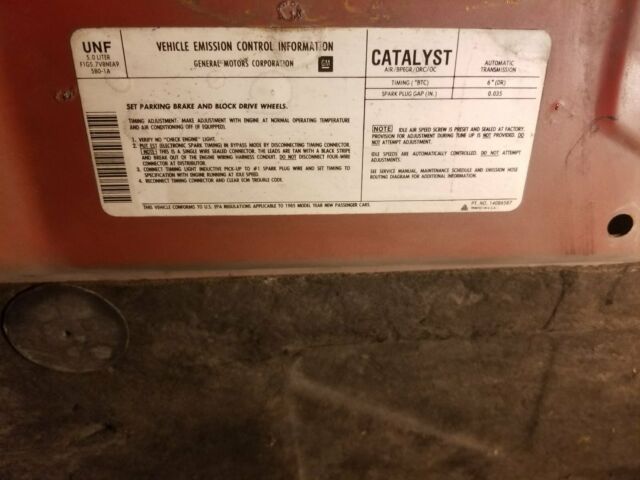 UNF
5.0 LITER
F1G5.7V8NEA9
5B0-1A
VEHICLE EMISSION CONTROL INFORMATION
GENERAL MOTORS CORPORATION GM
CATALYST
AIR/BPEGR/ORC/OC
AUTOMATIC
TRANSMISSION
TIMING (°BTC) 6° (DR)
SPARK PLUG GAP (IN.) 0.035
SET PARKING BRAKE AND BLOCK DRIVE WHEELS.
TIMING ADJUSTMENT. MAKE ADJUSTMENT WITH ENGINE AT NORMAL OPERATING TEMPERATURE
AND AIR CONDITIONING OFF (IF EQUIPPED).
1. VERIFY NO "CHECK ENGINE" LIGHT.
2. PUT EST (ELECTRONIC SPARK TIMING) IN BYPASS MODE BY DISCONNECTING TIMING CONNECTOR.
NOTE THIS IS A SINGLE WIRE SEALED CONNECTOR. THE LEADS ARE TAN WITH A BLACK STRIPE
AND BREAK OUT OF THE ENGINE WIRING HARNESS CONDUIT. DO NOT DISCONNECT FOUR-WIRE
CONNECTOR AT DISTRIBUTOR.
3. CONNECT TIMING LIGHT INDUCTIVE PICK-UP TO #1 SPARK PLUG WIRE AND SET TIMING TO
SPECIFICATION WITH ENGINE RUNNING AT IDLE SPEED.
4. RECONNECT TIMING CONNECTOR AND CLEAR ECM TROUBLE CODE.
NOTE IDLE AIR SPEED SCREW IS PRESET AND SEALED AT FACTORY.
PROVISION FOR ADJUSTMENT DURING TUNE UP IS NOT PROVIDED. DO
NOT ATTEMPT ADJUSTMENT.
IDLE SPEEDS ARE AUTOMATICALLY CONTROLLED. DO NOT ATTEMPT
ADJUSTMENTS.
SEE SERVICE MANUAL, MAINTENANCE SCHEDULE AND EMISSION HOSE
ROUTING DIAGRAM FOR ADDITIONAL INFORMATION.
THIS VEHICLE CONFORMS TO U.S. EPA REGULATIONS APPLICABLE TO 1985 MODEL YEAR NEW PASSENGER CARS.
PT. NO. 14086587
PRINTED IN U.S.A.